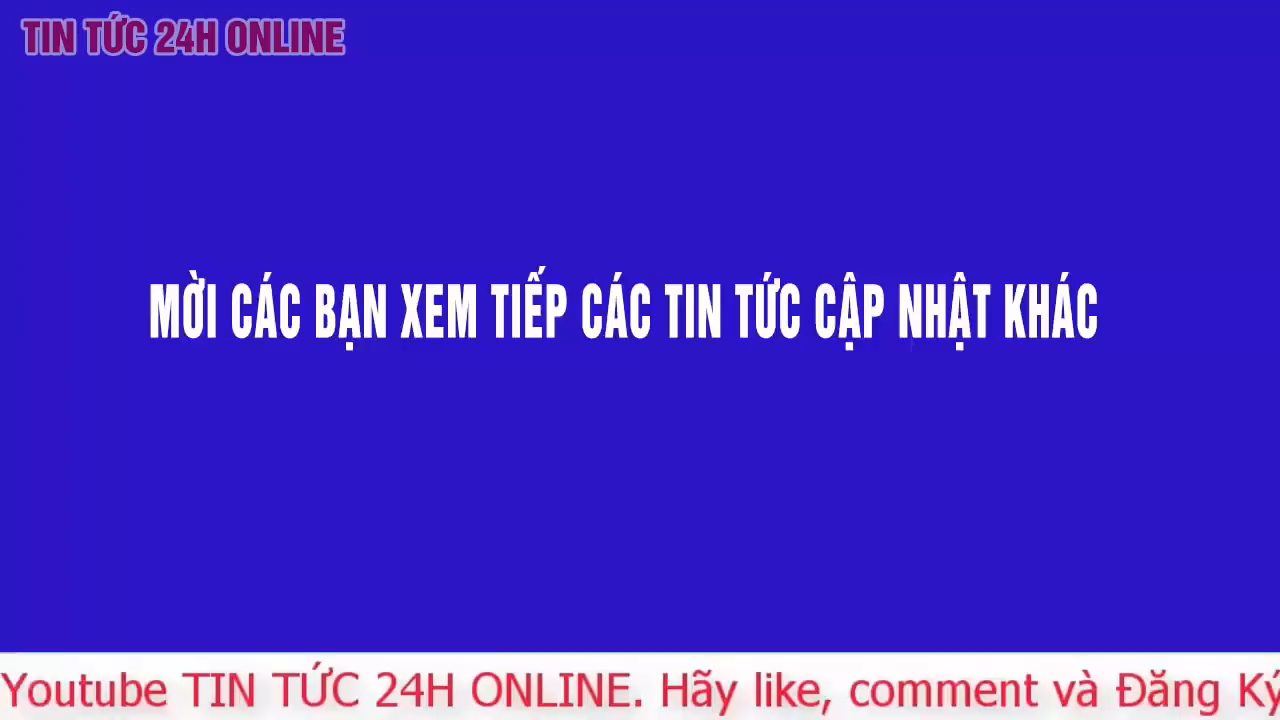 TIN TỨC 24H ONLINE
MỜI CÁC BẠN XEM TIẾP CÁC TIN TỨC CẬP NHẬT KHÁC
Youtube TIN TỨC 24H ONLINE. Hãy like, comment và Đăng Ký